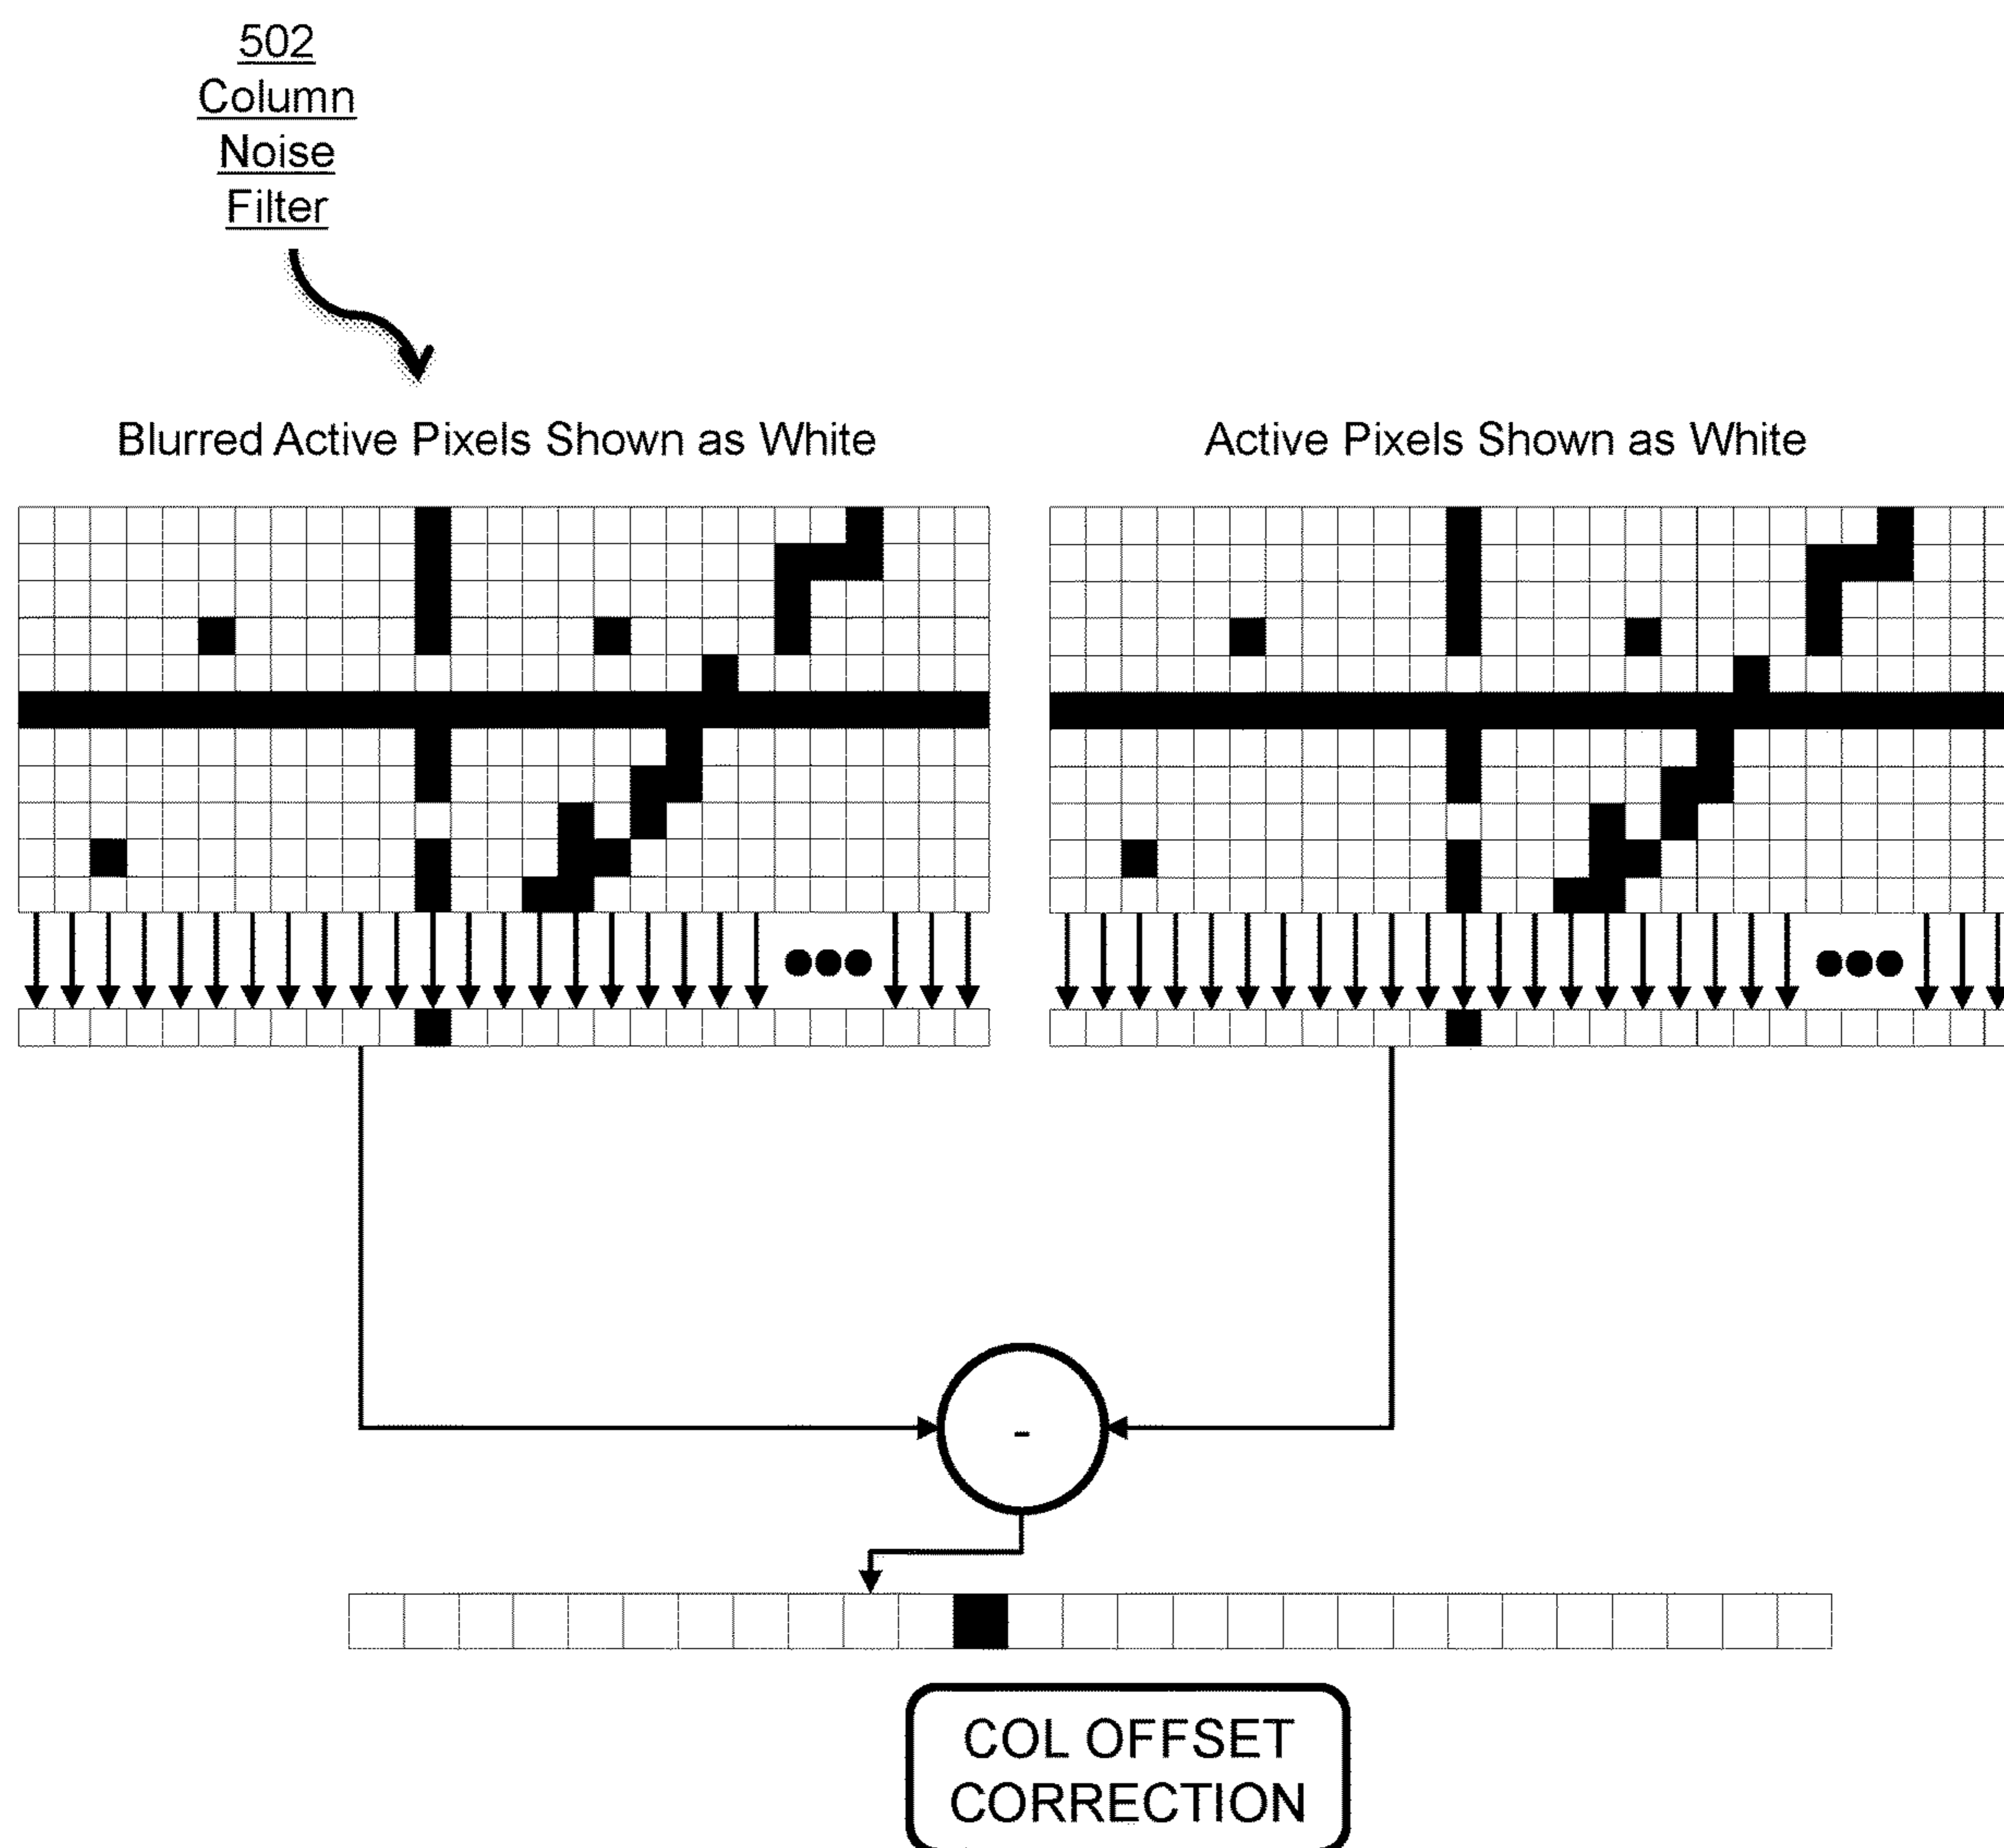 502
Column
Noise
Filter
Blurred Active Pixels Shown as White
Active Pixels Shown as White
-
COL OFFSET
CORRECTION